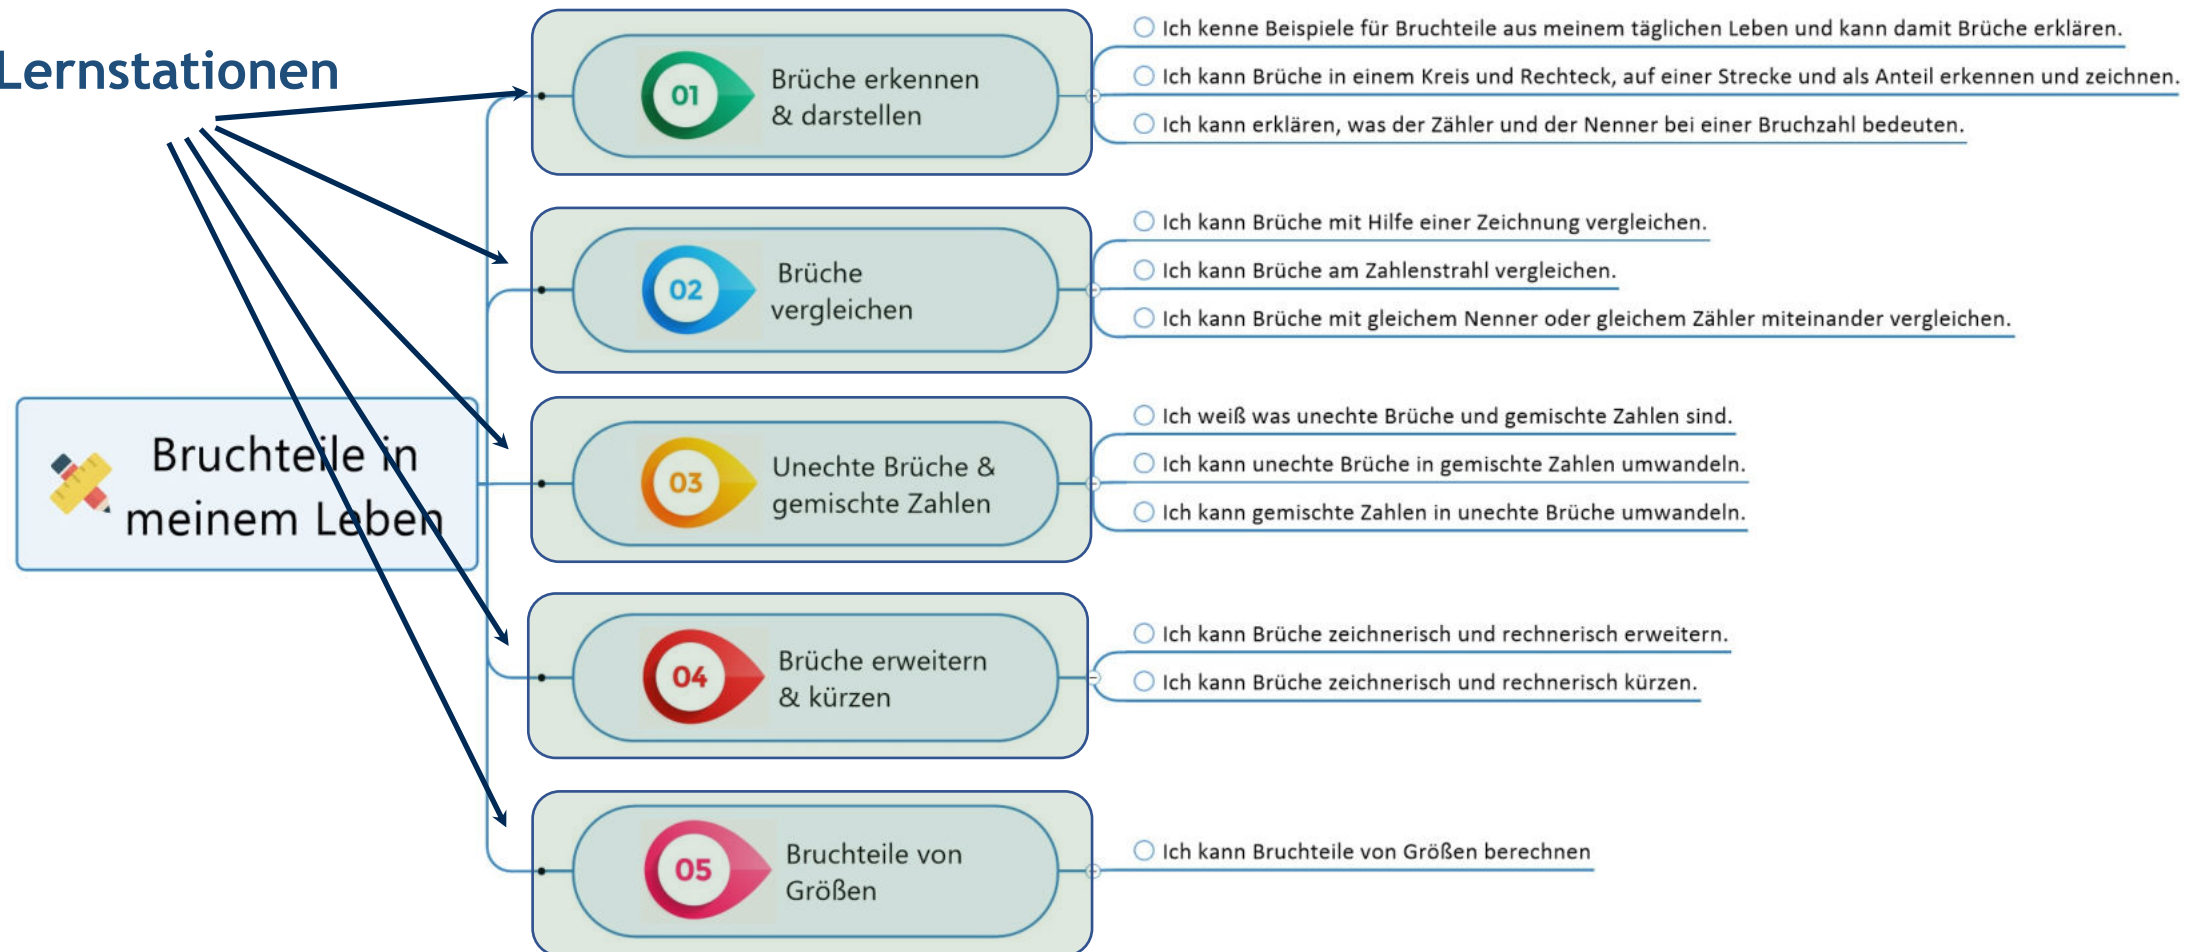 Lernstationen
Bruchteile in
meinem Leben
01
Brüche erkennen
& darstellen
Ich kenne Beispiele für Bruchteile aus meinem täglichen Leben und kann damit Brüche erklären.
Ich kann Brüche in einem Kreis und Rechteck, auf einer Strecke und als Anteil erkennen und zeichnen.
Ich kann erklären, was der Zähler und der Nenner bei einer Bruchzahl bedeuten.
02
Brüche
vergleichen
Ich kann Brüche mit Hilfe einer Zeichnung vergleichen.
Ich kann Brüche am Zahlenstrahl vergleichen.
Ich kann Brüche mit gleichem Nenner oder gleichem Zähler miteinander vergleichen.
03
Unechte Brüche &
gemischte Zahlen
Ich weiß was unechte Brüche und gemischte Zahlen sind.
Ich kann unechte Brüche in gemischte Zahlen umwandeln.
Ich kann gemischte Zahlen in unechte Brüche umwandeln.
04
Brüche erweitern
& kürzen
Ich kann Brüche zeichnerisch und rechnerisch erweitern.
Ich kann Brüche zeichnerisch und rechnerisch kürzen.
05
Bruchteile von
Größen
Ich kann Bruchteile von Größen berechnen